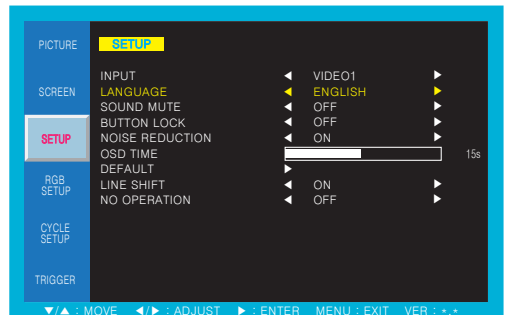 PICTURE
SCREEN
SETUP
RGB
SETUP
CYCLE
SETUP
TRIGGER
SETUP
INPUT ◀ VIDEO1 ▶
LANGUAGE ◀ ENGLISH ▶
SOUND MUTE ◀ OFF ▶
BUTTON LOCK ◀ OFF ▶
NOISE REDUCTION ◀ ON ▶
OSD TIME 15s
DEFAULT ▶
LINE SHIFT ◀ ON ▶
NO OPERATION ◀ OFF ▶
▼/▲ : MOVE ◀/▶ : ADJUST ▶ : ENTER MENU : EXIT VER : *.*